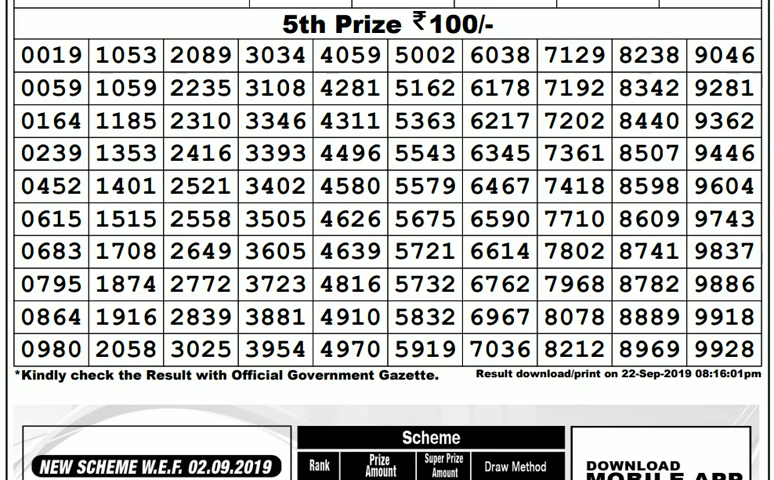 5th Prize ₹100/-
0019 1053 2089 3034 4059 5002 6038 7129 8238 9046
0059 1059 2235 3108 4281 5162 6178 7192 8342 9281
0164 1185 2310 3346 4311 5363 6217 7202 8440 9362
0239 1353 2416 3393 4496 5543 6345 7361 8507 9446
0452 1401 2521 3402 4580 5579 6467 7418 8598 9604
0615 1515 2558 3505 4626 5675 6590 7710 8609 9743
0683 1708 2649 3605 4639 5721 6614 7802 8741 9837
0795 1874 2772 3723 4816 5732 6762 7968 8782 9886
0864 1916 2839 3881 4910 5832 6967 8078 8889 9918
0980 2058 3025 3954 4970 5919 7036 8212 8969 9928
*Kindly check the Result with Official Government Gazette. Result download/print on 22-Sep-2019 08:16:01pm
NEW SCHEME W.E.F. 02.09.2019
Scheme
Rank Prize Amount Super Prize Amount Draw Method
DOWNLOAD
MOBILE APP